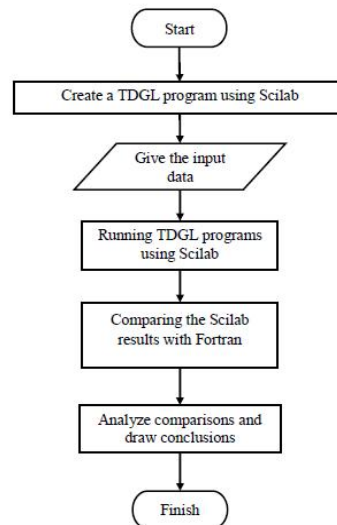 Start
Create a TDGL program using Scilab
Give the input
data
Running TDGL programs
using Scilab
Comparing the Scilab
results with Fortran
Analyze comparisons and
draw conclusions
Finish